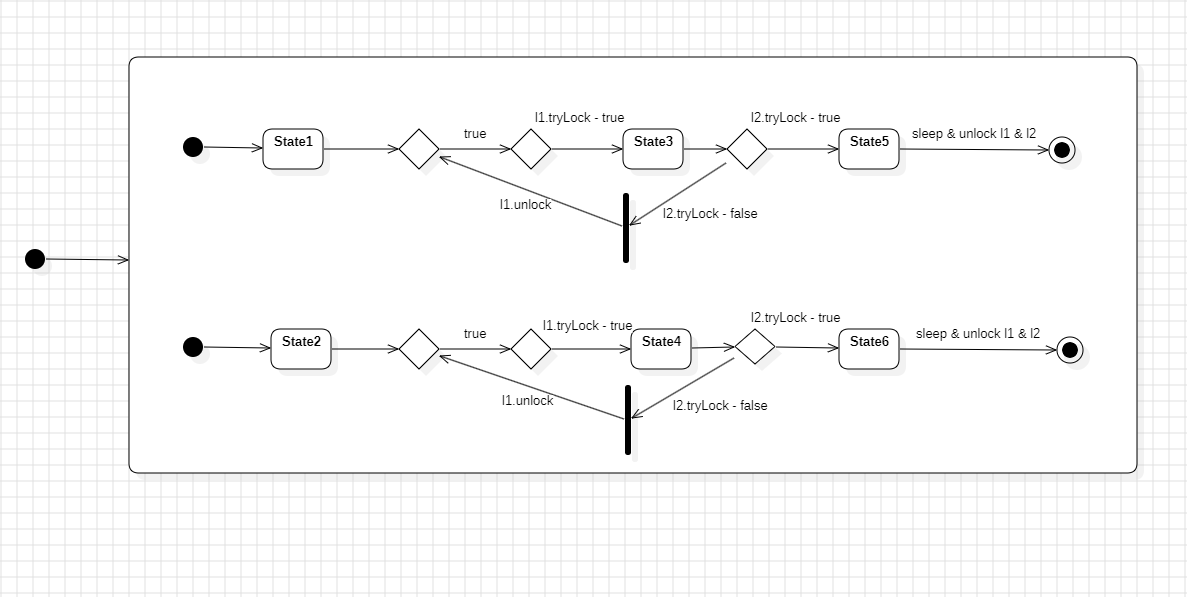 l1.tryLock - true
l2.tryLock - true
State1
true
State3
State5
sleep & unlock l1 & l2
l1.unlock
l2.tryLock - false
l1.tryLock - true
l2.tryLock - true
State2
true
State4
State6
sleep & unlock l1 & l2
l1.unlock
l2.tryLock - false